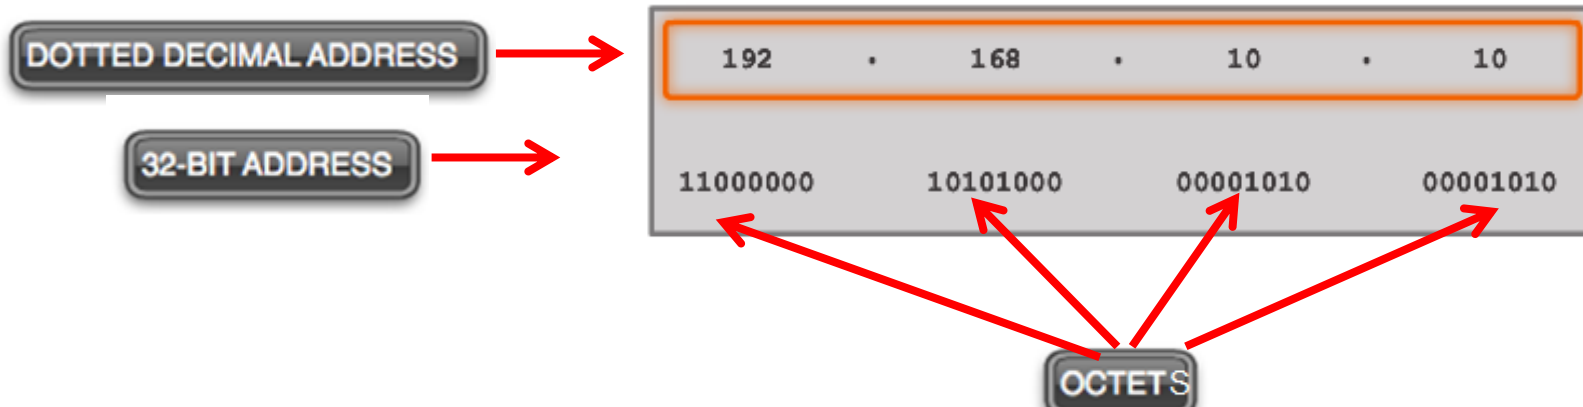 DOTTED DECIMAL ADDRESS
192 . 168 . 10 . 10
32-BIT ADDRESS
11000000 10101000 00001010 00001010
OCTETS